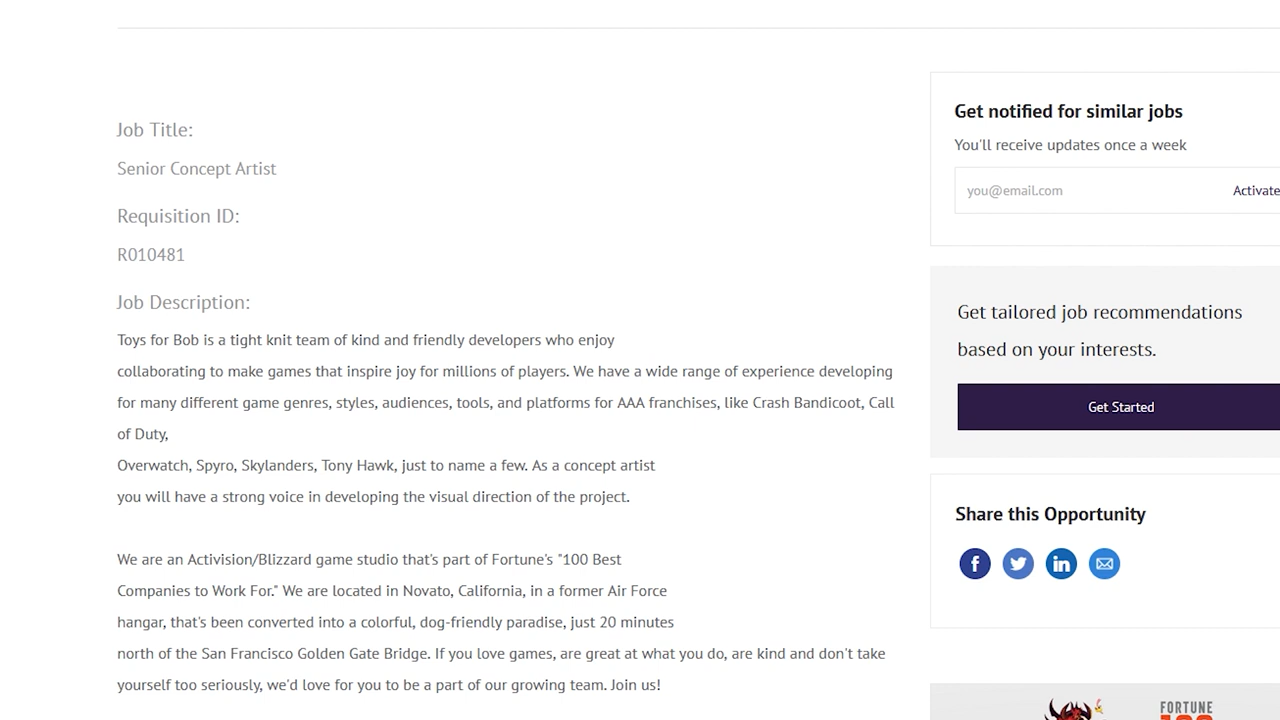 Job Title:
Senior Concept Artist
Requisition ID:
R010481
Job Description:
Toys for Bob is a tight knit team of kind and friendly developers who enjoy
collaborating to make games that inspire joy for millions of players. We have a wide range of experience developing
for many different game genres, styles, audiences, tools, and platforms for AAA franchises, like Crash Bandicoot, Call
of Duty,
Overwatch, Spyro, Skylanders, Tony Hawk, just to name a few. As a concept artist
you will have a strong voice in developing the visual direction of the project.
We are an Activision/Blizzard game studio that's part of Fortune's "100 Best
Companies to Work For." We are located in Novato, California, in a former Air Force
hangar, that's been converted into a colorful, dog-friendly paradise, just 20 minutes
north of the San Francisco Golden Gate Bridge. If you love games, are great at what you do, are kind and don't take
yourself too seriously, we'd love for you to be a part of our growing team. Join us!
Get notified for similar jobs
You'll receive updates once a week
you@email.com
Activate
Get tailored job recommendations
based on your interests.
Get Started
Share this Opportunity
f
in
FORTUNE